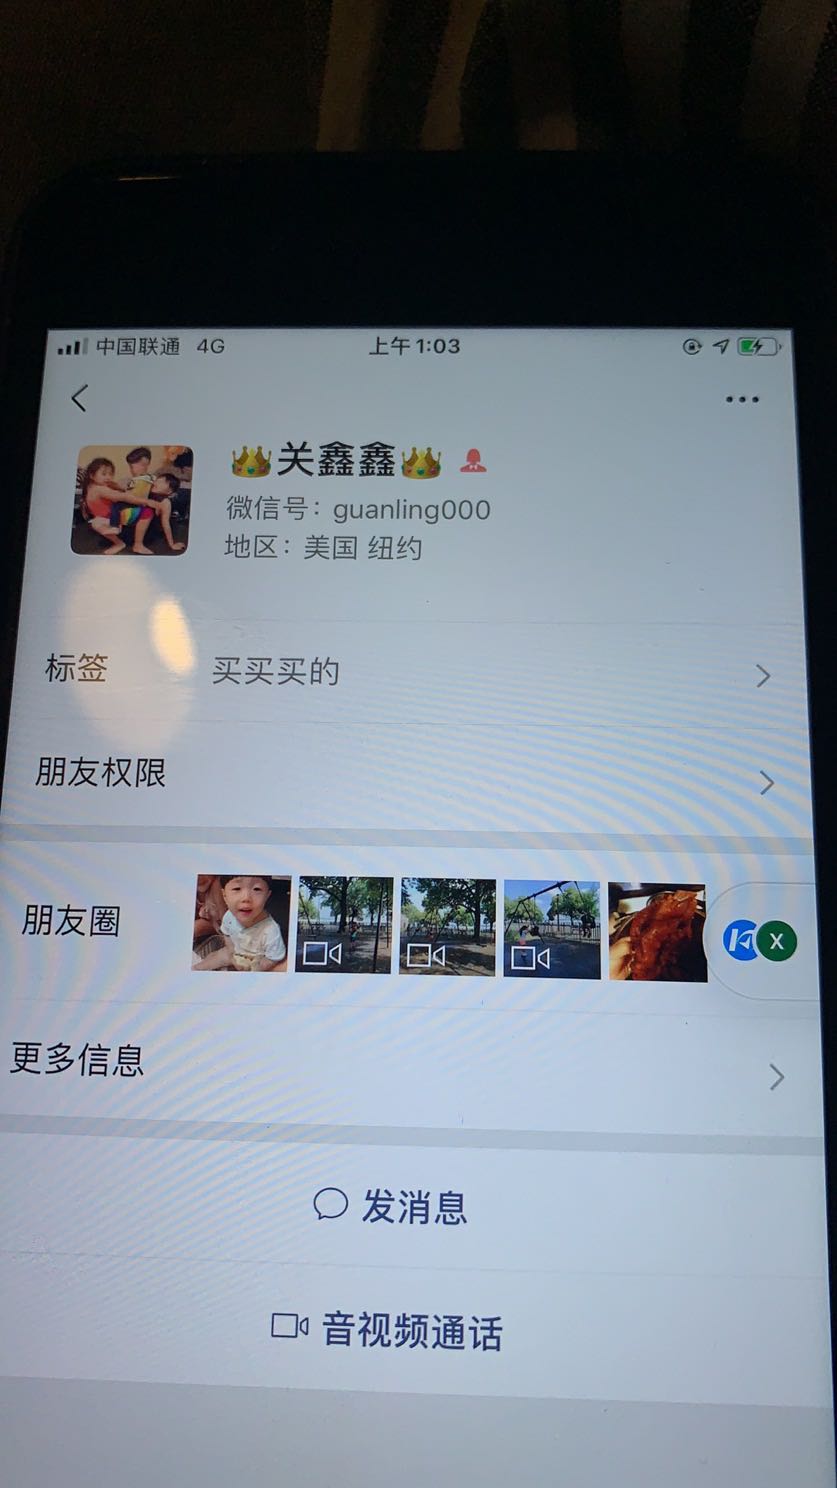 中国联通 4G 上午1:03
👑关鑫鑫👑
微信号：guanling000
地区：美国 纽约
标签 买买买的
朋友权限
朋友圈
X
更多信息
发消息
音视频通话